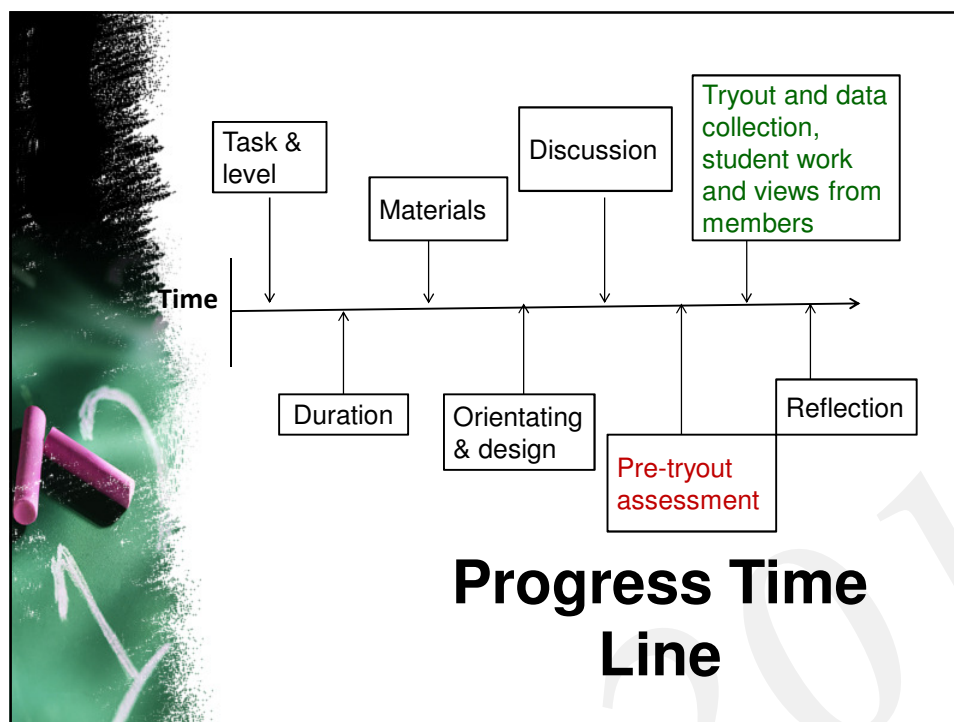 Task &
level
Materials
Discussion
Tryout and data
collection,
student work
and views from
members
Time
Duration
Orientating
& design
Pre-tryout
assessment
Reflection
Progress Time
Line